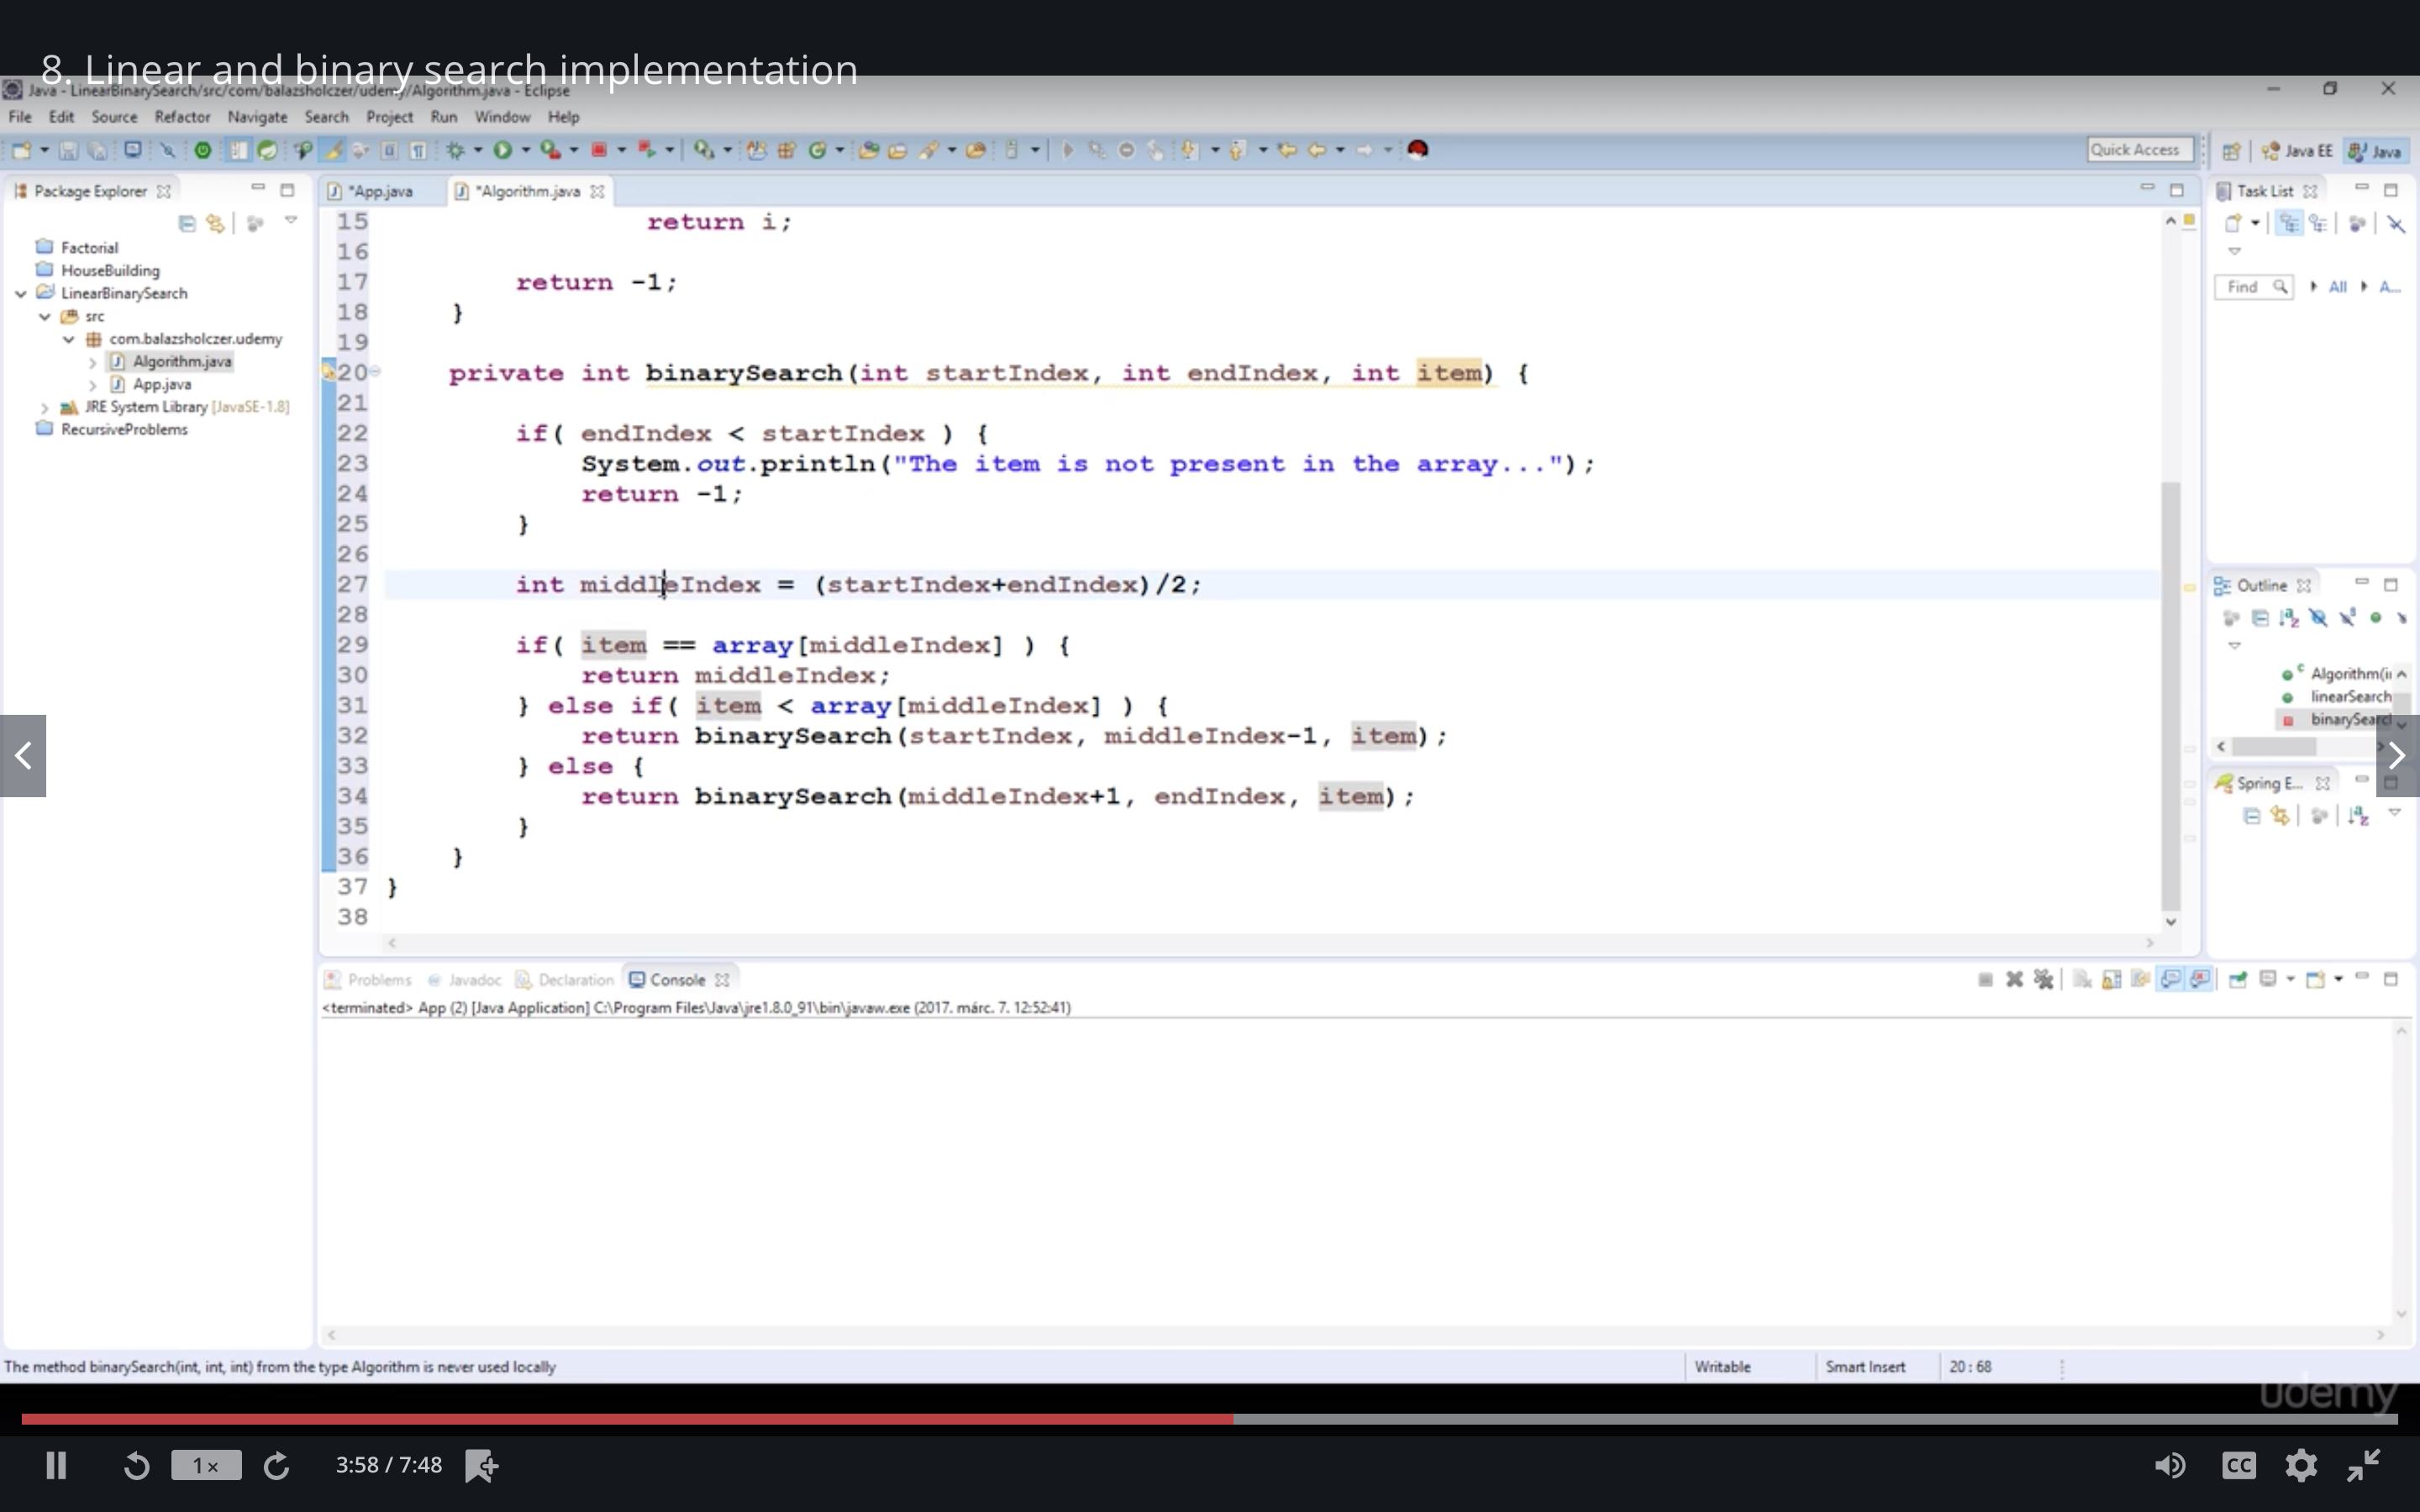 8. Linear and binary search implementation
Java - LinearBinarySearch/src/com/balazsholczer/udemy/Algorithm.java - Eclipse
File Edit Source Refactor Navigate Search Project Run Window Help
Quick Access Java EE Java
Package Explorer
Factorial
HouseBuilding
LinearBinarySearch
src
com.balazsholczer.udemy
Algorithm.java
App.java
JRE System Library [JavaSE-1.8]
RecursiveProblems
*App.java *Algorithm.java
15 return i;
16
17 return -1;
18 }
19
20 private int binarySearch(int startIndex, int endIndex, int item) {
21
22 if( endIndex < startIndex ) {
23 System.out.println("The item is not present in the array...");
24 return -1;
25 }
26
27 int middleIndex = (startIndex+endIndex)/2;
28
29 if( item == array[middleIndex] ) {
30 return middleIndex;
31 } else if( item < array[middleIndex] ) {
32 return binarySearch(startIndex, middleIndex-1, item);
33 } else {
34 return binarySearch(middleIndex+1, endIndex, item);
35 }
36 }
37 }
38
Task List
Find All A...
Outline
Algorithm(i
linearSearch
binarySearc
Spring E...
Problems Javadoc Declaration Console
<terminated> App (2) [Java Application] C:\Program Files\Java\jre1.8.0_91\bin\javaw.exe (2017. márc. 7. 12:52:41)
The method binarySearch(int, int, int) from the type Algorithm is never used locally
Writable Smart Insert 20 : 68
udemy
1x 3:58 / 7:48 CC